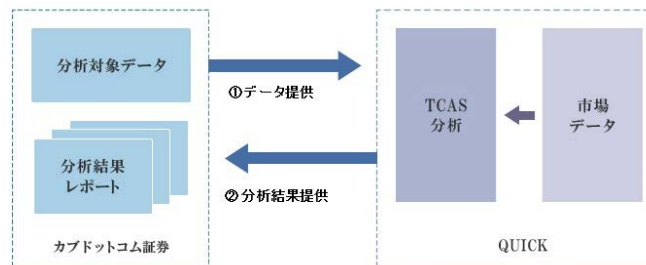 分析対象データ
①データ提供
TCAS
分析
市場
データ
分析結果
レポート
②分析結果提供
カブドットコム証券
QUICK